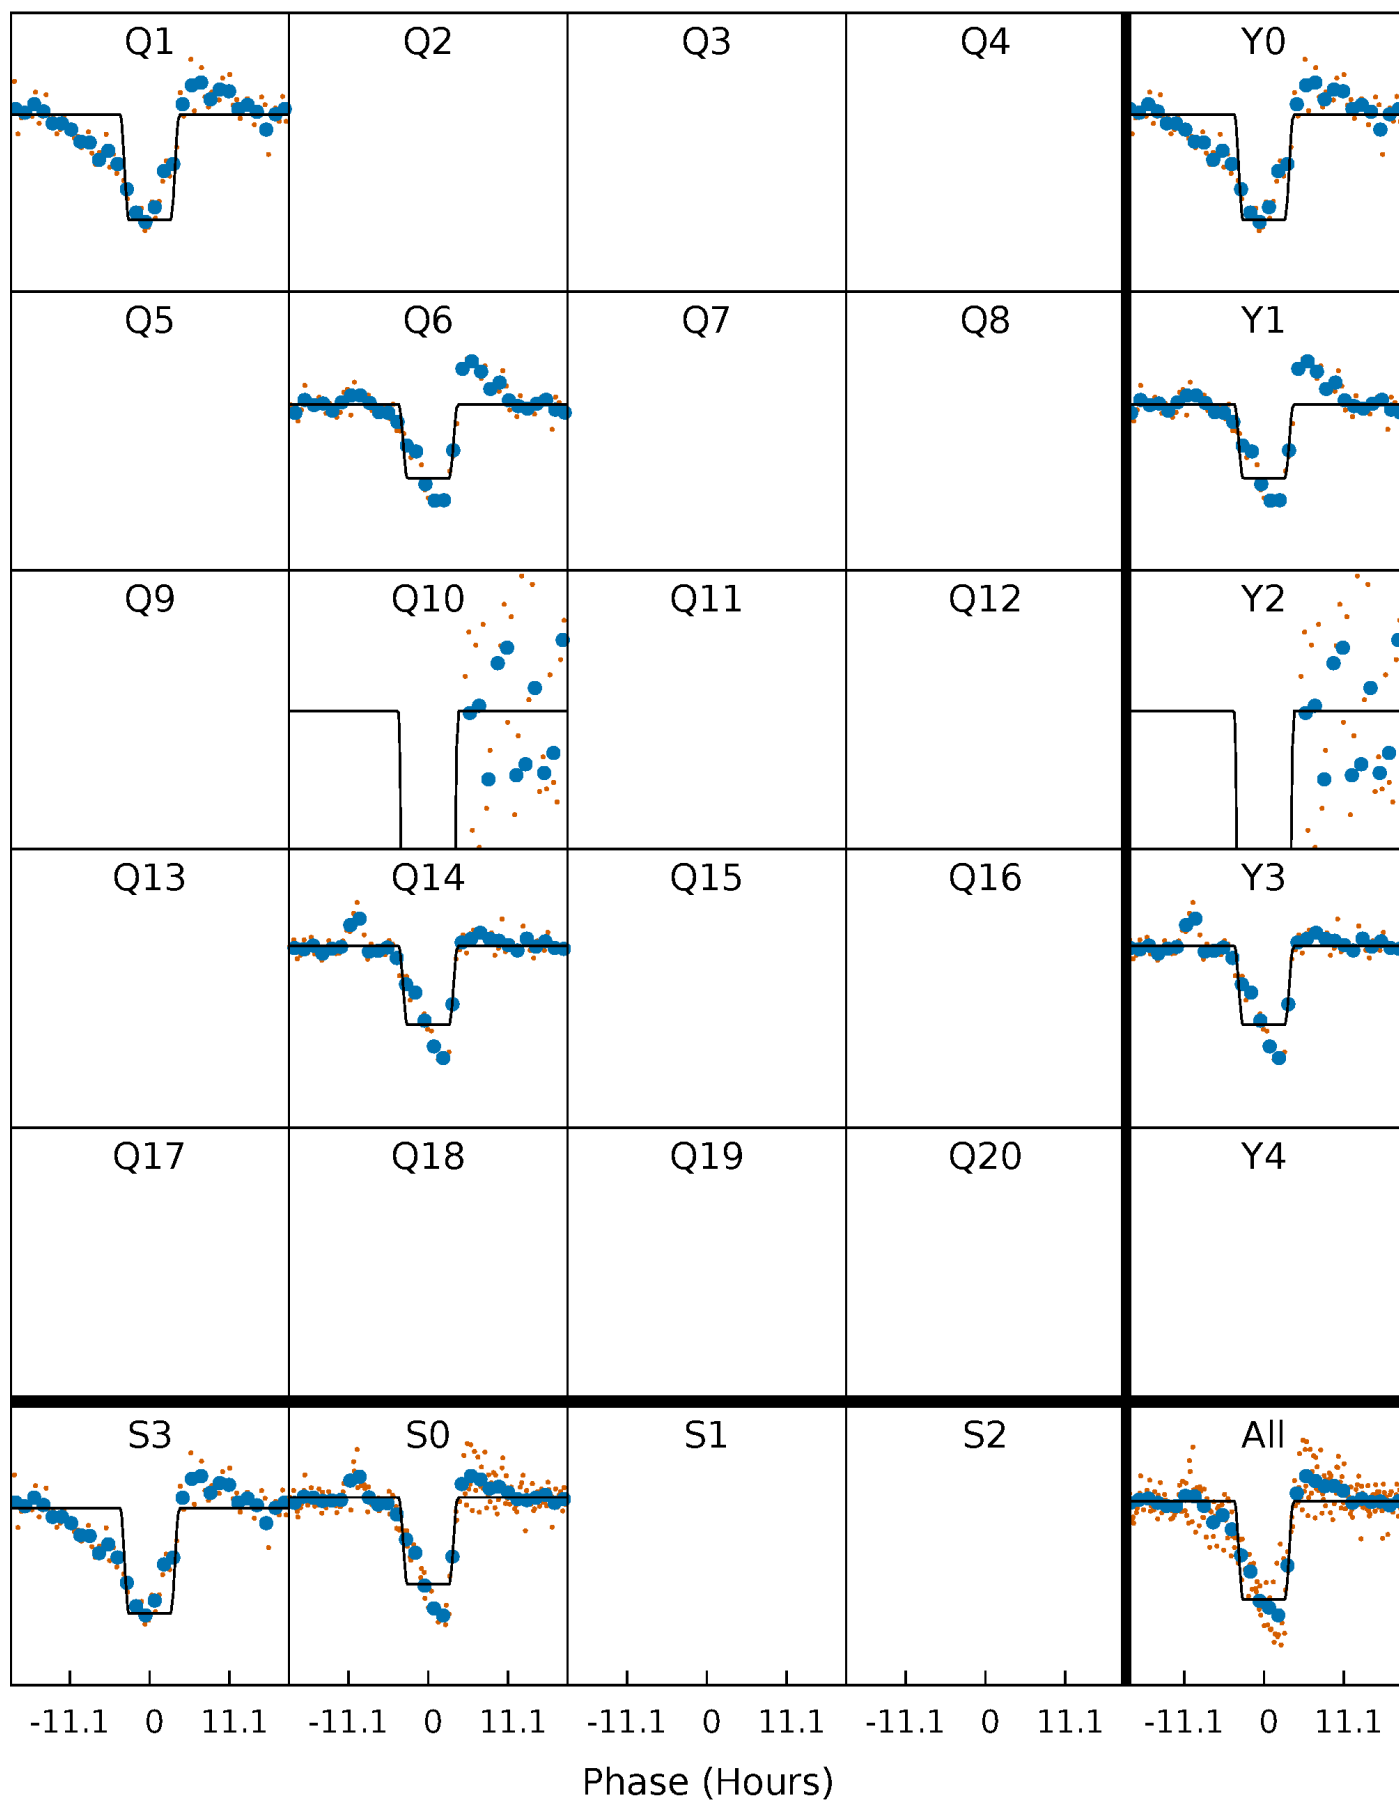 Q1 Q2 Q3 Q4 Y0
Q5 Q6 Q7 Q8 Y1
Q9 Q10 Q11 Q12 Y2
Q13 Q14 Q15 Q16 Y3
Q17 Q18 Q19 Q20 Y4
S3 S0 S1 S2 All
-11.1 0 11.1 -11.1 0 11.1 -11.1 0 11.1 -11.1 0 11.1 -11.1 0 11.1
Phase (Hours)